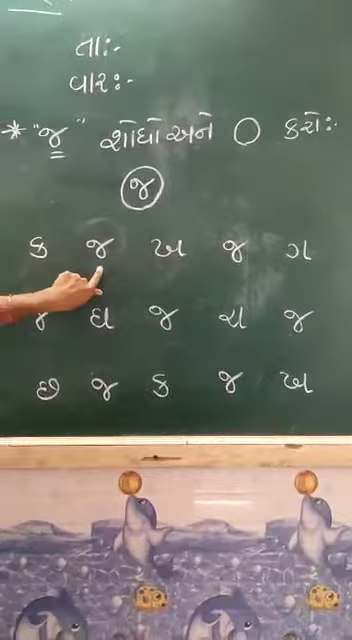 તા:-
વાર:-
* "જ" શોધો અને ○ કરો:
જ
ક જ ખ જ ગ
જ ઘ જ ચ જ
છ જ ક જ ખ